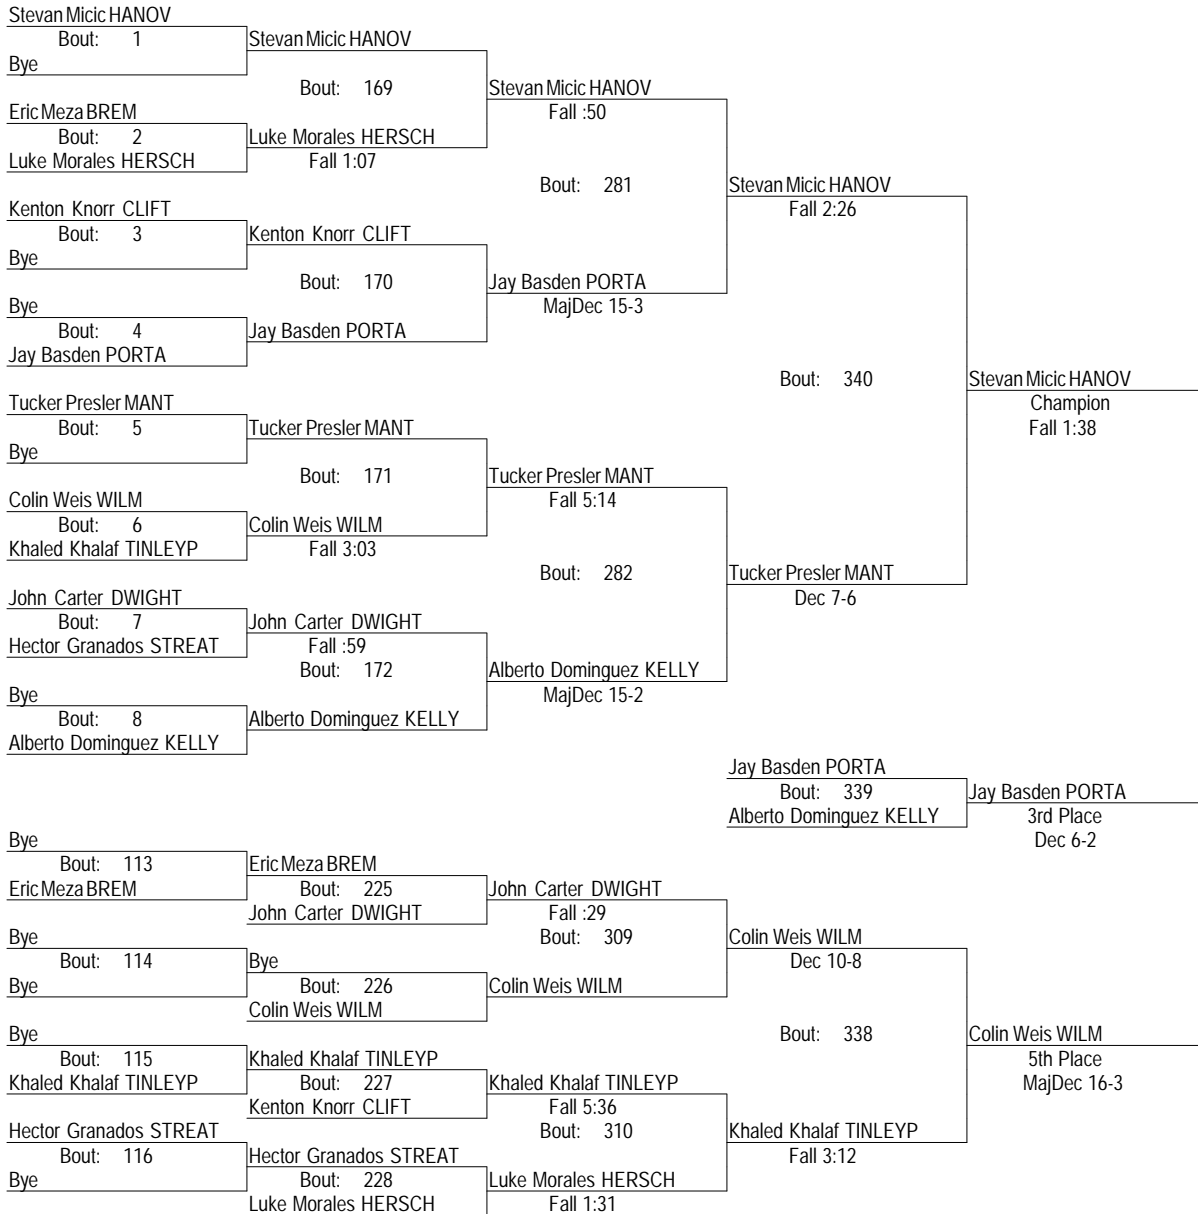 Stevan Micic HANOV
Bout: 1
Stevan Micic HANOV
Bye
Bout: 169
Stevan Micic HANOV
Eric Meza BREM
Fall :50
Bout: 2
Luke Morales HERSCH
Luke Morales HERSCH
Fall 1:07
Bout: 281
Stevan Micic HANOV
Kenton Knorr CLIFT
Fall 2:26
Bout: 3
Kenton Knorr CLIFT
Bye
Bout: 170
Jay Basden PORTA
Bye
MajDec 15-3
Bout: 4
Jay Basden PORTA
Jay Basden PORTA
Bout: 340
Stevan Micic HANOV
Tucker Presler MANT
Champion
Bout: 5
Tucker Presler MANT
Fall 1:38
Bye
Bout: 171
Tucker Presler MANT
Colin Weis WILM
Fall 5:14
Bout: 6
Colin Weis WILM
Khaled Khalaf TINLEYP
Fall 3:03
Bout: 282
Tucker Presler MANT
John Carter DWIGHT
Dec 7-6
Bout: 7
John Carter DWIGHT
Hector Granados STREAT
Fall :59
Bout: 172
Alberto Dominguez KELLY
Bye
MajDec 15-2
Bout: 8
Alberto Dominguez KELLY
Alberto Dominguez KELLY
Jay Basden PORTA
Bout: 339
Jay Basden PORTA
Alberto Dominguez KELLY
3rd Place
Dec 6-2
Bye
Bout: 113
Eric Meza BREM
Eric Meza BREM
Bout: 225
John Carter DWIGHT
John Carter DWIGHT
Fall :29
Bye
Bout: 309
Colin Weis WILM
Bout: 114
Bye
Dec 10-8
Bye
Bout: 226
Colin Weis WILM
Colin Weis WILM
Bye
Bout: 338
Colin Weis WILM
Bout: 115
Khaled Khalaf TINLEYP
5th Place
Khaled Khalaf TINLEYP
Bout: 227
Khaled Khalaf TINLEYP
MajDec 16-3
Kenton Knorr CLIFT
Fall 5:36
Hector Granados STREAT
Bout: 310
Khaled Khalaf TINLEYP
Bout: 116
Hector Granados STREAT
Fall 3:12
Bye
Bout: 228
Luke Morales HERSCH
Luke Morales HERSCH
Fall 1:31